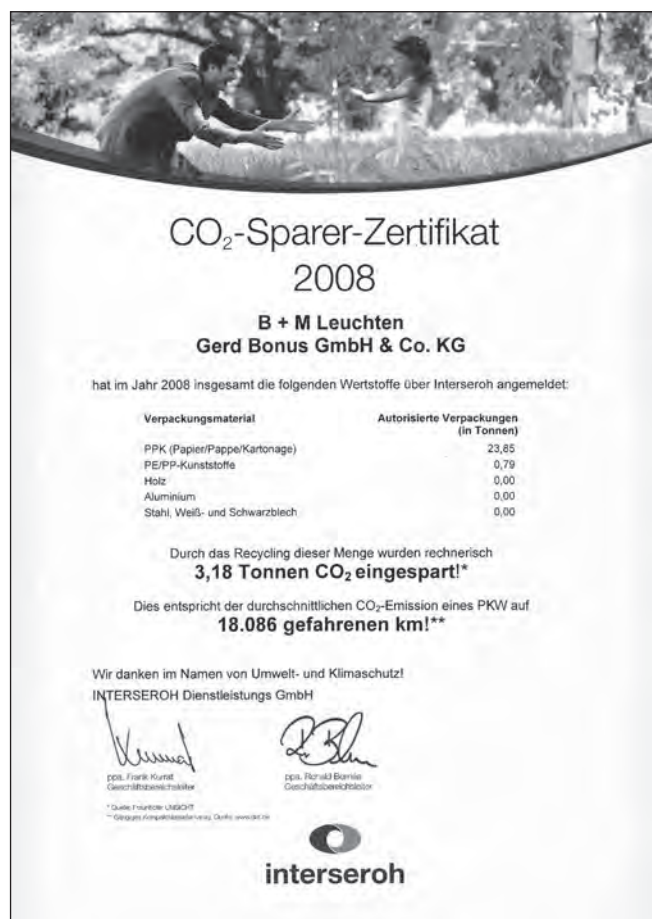 CO₂-Sparer-Zertifikat
2008
B + M Leuchten
Gerd Bonus GmbH & Co. KG
hat im Jahr 2008 insgesamt die folgenden Wertstoffe über Interseroh angemeldet:
Verpackungsmaterial Autorisierte Verpackungen
(in Tonnen)
PPK (Papier/Pappe/Kartonage) 23,85
PE/PP-Kunststoffe 0,79
Holz 0,00
Aluminium 0,00
Stahl, Weiß- und Schwarzblech 0,00
Durch das Recycling dieser Menge wurden rechnerisch
3,18 Tonnen CO₂ eingespart!*
Dies entspricht der durchschnittlichen CO₂-Emission eines PKW auf
18.086 gefahrenen km!**
Wir danken im Namen von Umwelt- und Klimaschutz!
INTERSEROH Dienstleistungs GmbH
ppa. Frank Kurrat
Geschäftsbereichsleiter
ppa. Ronald
Geschäftsbereichsleiter
* Quelle: Fraunhofer UMSICHT
** Quelle:
interseroh